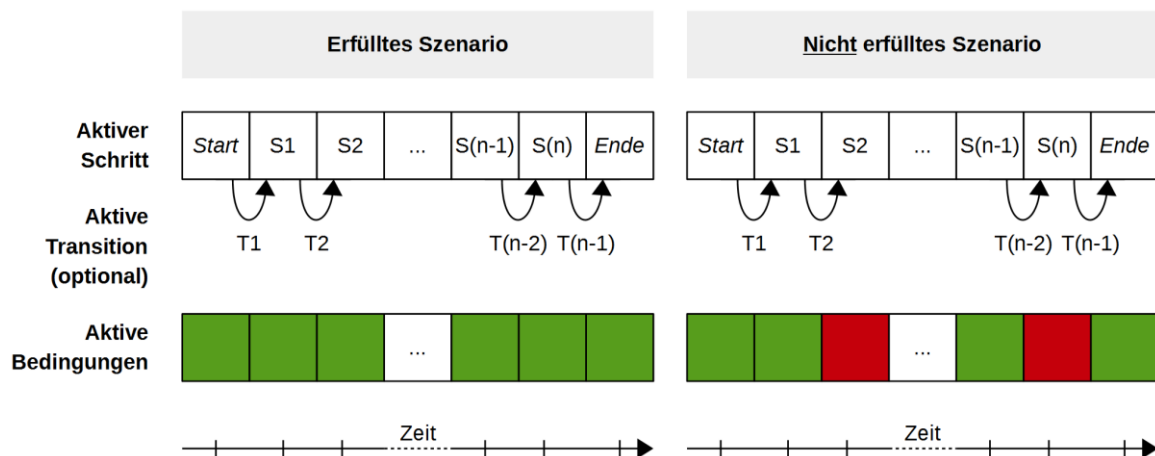 Erfülltes Szenario
Nicht erfülltes Szenario
Aktiver
Schritt
Start S1 S2 ... S(n-1) S(n) Ende
Start S1 S2 ... S(n-1) S(n) Ende
Aktive
Transition
(optional)
T1 T2 T(n-2) T(n-1)
T1 T2 T(n-2) T(n-1)
Aktive
Bedingungen
...
...
Zeit
Zeit